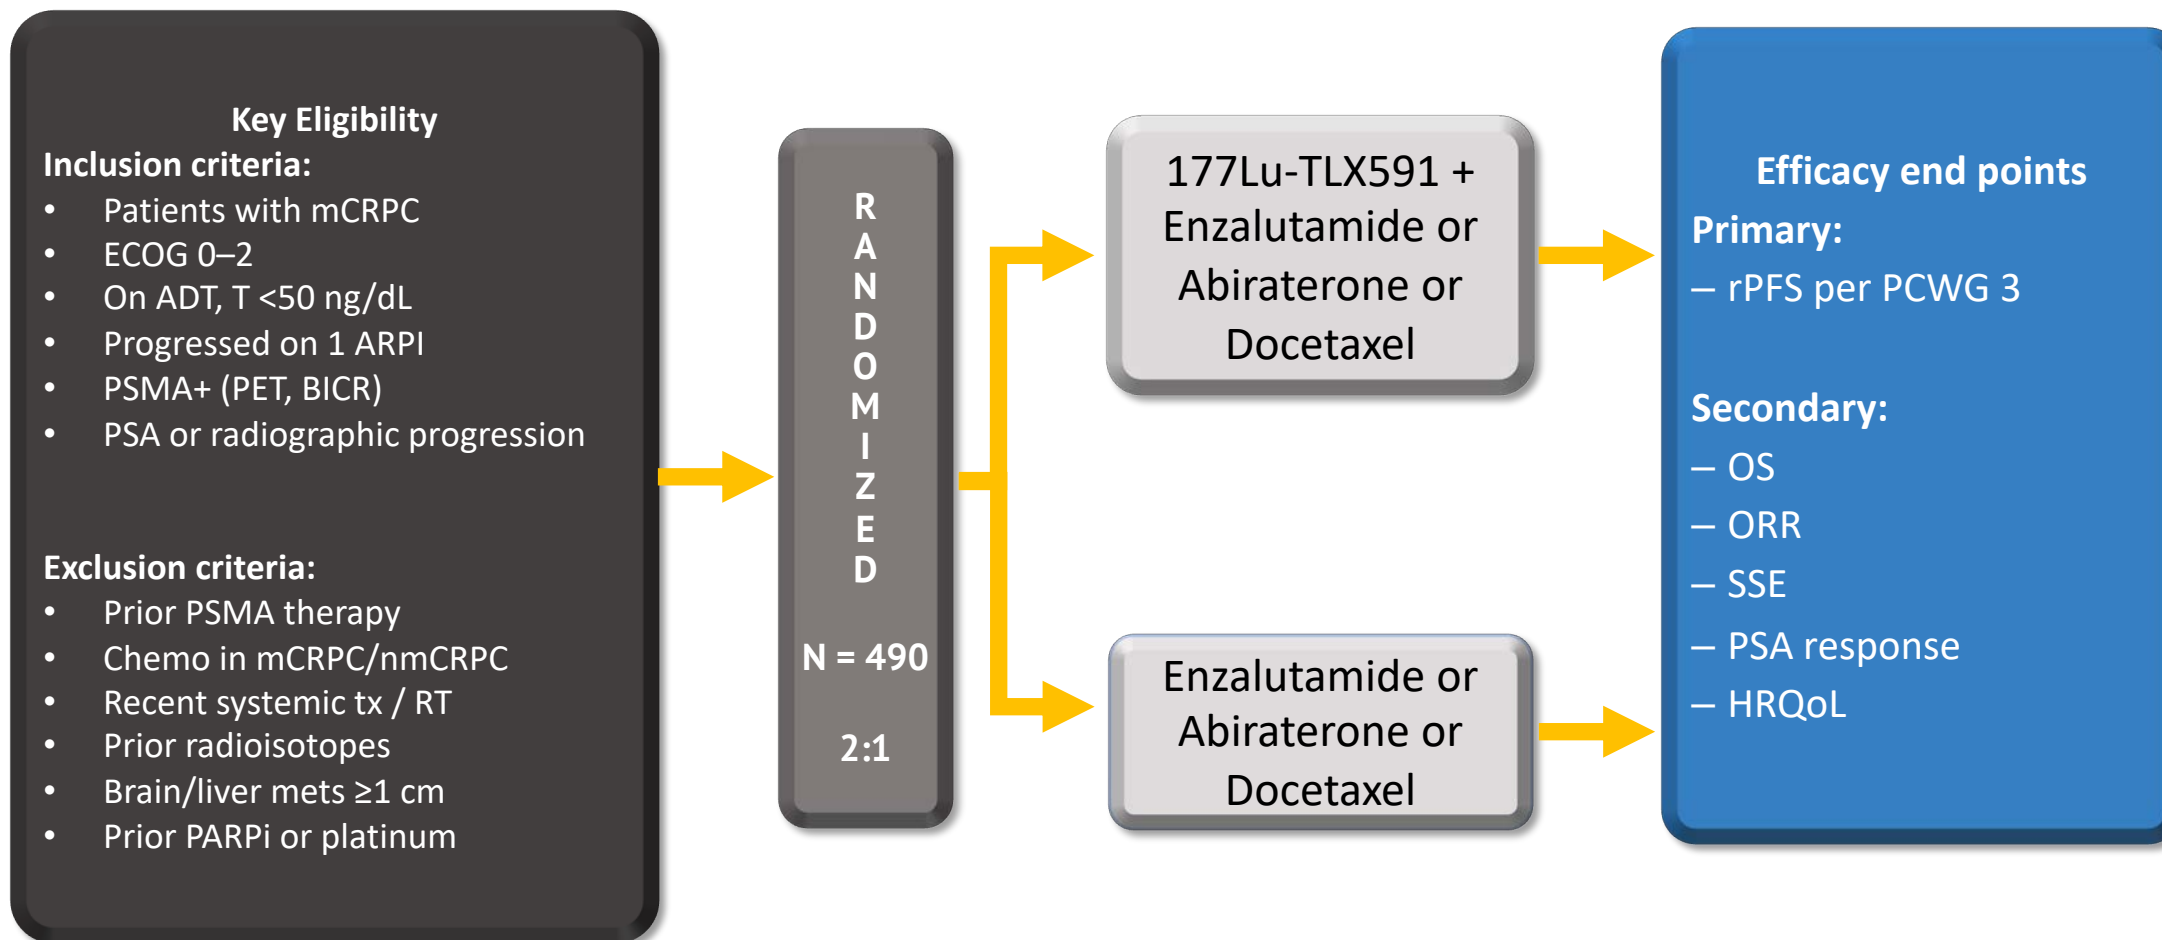 Key Eligibility
Inclusion criteria:
• Patients with mCRPC
• ECOG 0–2
• On ADT, T <50 ng/dL
• Progressed on 1 ARPI
• PSMA+ (PET, BICR)
• PSA or radiographic progression
Exclusion criteria:
• Prior PSMA therapy
• Chemo in mCRPC/nmCRPC
• Recent systemic tx / RT
• Prior radioisotopes
• Brain/liver mets ≥1 cm
• Prior PARPi or platinum
R
A
N
D
O
M
I
Z
E
D
N = 490
2:1
177Lu-TLX591 +
Enzalutamide or
Abiraterone or
Docetaxel
Enzalutamide or
Abiraterone or
Docetaxel
Efficacy end points
Primary:
– rPFS per PCWG 3
Secondary:
– OS
– ORR
– SSE
– PSA response
– HRQoL